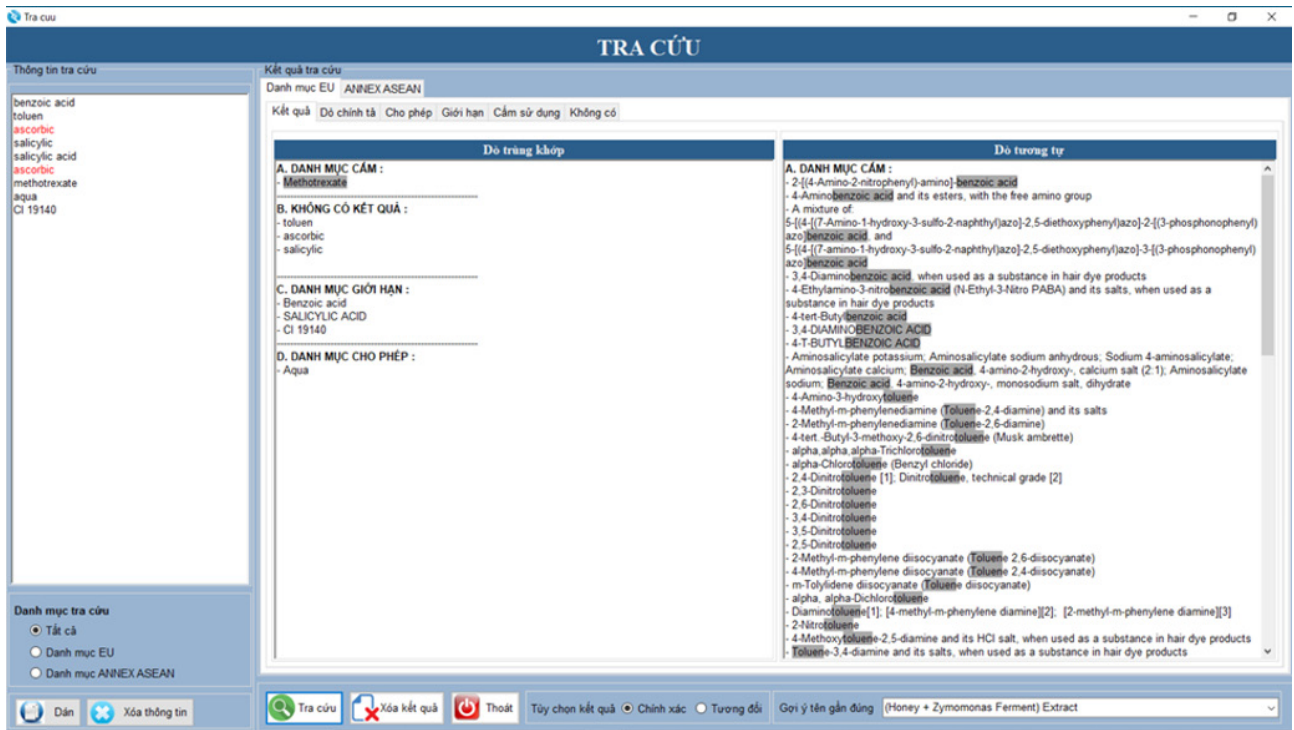 Tra cuu
TRA CỨU
Thông tin tra cứu
benzoic acid
toluen
ascorbic
salicylic
salicylic acid
ascorbic
methotrexate
aqua
CI 19140
Danh mục tra cứu
Tất cả
Danh mục EU
Danh mục ANNEX ASEAN
Dán
Xóa thông tin
Kết quả tra cứu
Danh mục EU ANNEX ASEAN
Kết quả Dò chính tả Cho phép Giới hạn Cấm sử dụng Không có
Dò trùng khớp
A. DANH MỤC CẤM :
- Methotrexate
B. KHÔNG CÓ KẾT QUẢ :
- toluen
- ascorbic
- salicylic
C. DANH MỤC GIỚI HẠN :
- Benzoic acid
- SALICYLIC ACID
- CI 19140
D. DANH MỤC CHO PHÉP :
- Aqua
Dò tương tự
A. DANH MỤC CẤM :
- 2-[(4-Amino-2-nitrophenyl)-amino]-benzoic acid
- 4-Aminobenzoic acid and its esters, with the free amino group
- A mixture of:
5-[(4-[(7-Amino-1-hydroxy-3-sulfo-2-naphthyl)azo]-2,5-diethoxyphenyl)azo]-2-[(3-phosphonophenyl)
azo]benzoic acid, and
5-[(4-[(7-amino-1-hydroxy-3-sulfo-2-naphthyl)azo]-2,5-diethoxyphenyl)azo]-3-[(3-phosphonophenyl)
azo]benzoic acid
- 3,4-Diaminobenzoic acid, when used as a substance in hair dye products
- 4-Ethylamino-3-nitrobenzoic acid (N-Ethyl-3-Nitro PABA) and its salts, when used as a
substance in hair dye products
- 4-tert-Butylbenzoic acid
- 3,4-DIAMINOBENZOIC ACID
- 4-T-BUTYLBENZOIC ACID
- Aminosalicylate potassium; Aminosalicylate sodium anhydrous; Sodium 4-aminosalicylate;
Aminosalicylate calcium; Benzoic acid, 4-amino-2-hydroxy-, calcium salt (2:1); Aminosalicylate
sodium; Benzoic acid, 4-amino-2-hydroxy-, monosodium salt, dihydrate
- 4-Amino-3-hydroxytoluene
- 4-Methyl-m-phenylenediamine (Toluene-2,4-diamine) and its salts
- 2-Methyl-m-phenylenediamine (Toluene-2,6-diamine)
- 4-tert.-Butyl-3-methoxy-2,6-dinitrotoluene (Musk ambrette)
- alpha,alpha,alpha-Trichlorotoluene
- alpha-Chlorotoluene (Benzyl chloride)
- 2,4-Dinitrotoluene [1]; Dinitrotoluene, technical grade [2]
- 2,3-Dinitrotoluene
- 2,6-Dinitrotoluene
- 3,4-Dinitrotoluene
- 3,5-Dinitrotoluene
- 2,5-Dinitrotoluene
- 2-Methyl-m-phenylene diisocyanate (Toluene 2,6-diisocyanate)
- 4-Methyl-m-phenylene diisocyanate (Toluene 2,4-diisocyanate)
- m-Tolylidene diisocyanate (Toluene diisocyanate)
- alpha, alpha-Dichlorotoluene
- Diaminotoluene[1]; [4-methyl-m-phenylene diamine][2]; [2-methyl-m-phenylene diamine][3]
- 2-Nitrotoluene
- 4-Methoxytoluene-2,5-diamine and its HCl salt, when used as a substance in hair dye products
- Toluene-3,4-diamine and its salts, when used as a substance in hair dye products
Tra cứu Xóa kết quả Thoát Tùy chọn kết quả Chính xác Tương đối Gợi ý tên gần đúng (Honey + Zymomonas Ferment) Extract